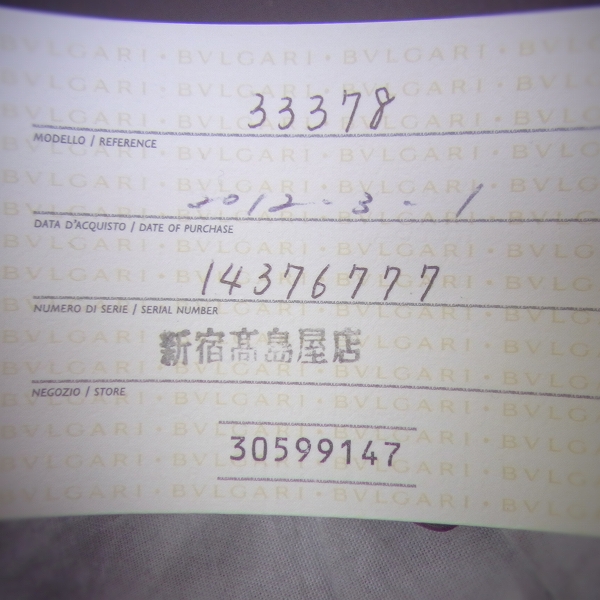 33378
MODELLO / REFERENCE
2012-3-1
DATA D'ACQUISTO / DATE OF PURCHASE
14376777
NUMERO DI SERIE / SERIAL NUMBER
新宿髙島屋店
NEGOZIO / STORE
30599147
BVLGARI • BVLGARI • BVLGARI • BVLGARI